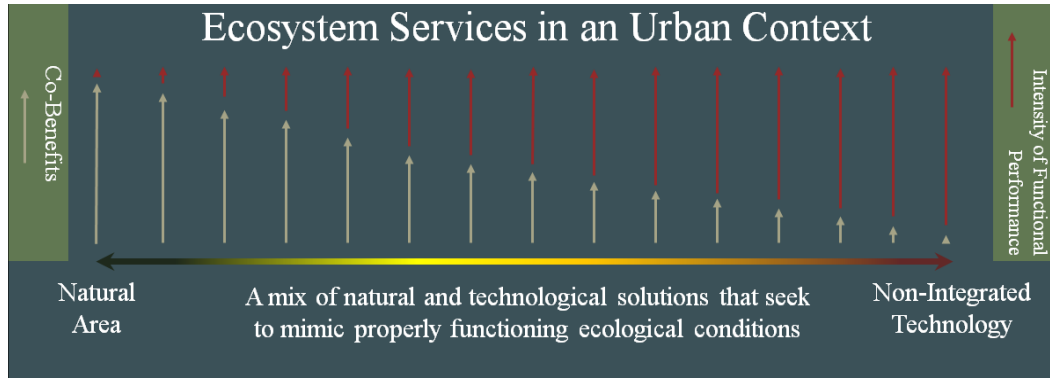 Ecosystem Services in an Urban Context
Co-Benefits
Intensity of Functional
Performance
Natural
Area
A mix of natural and technological solutions that seek
to mimic properly functioning ecological conditions
Non-Integrated
Technology